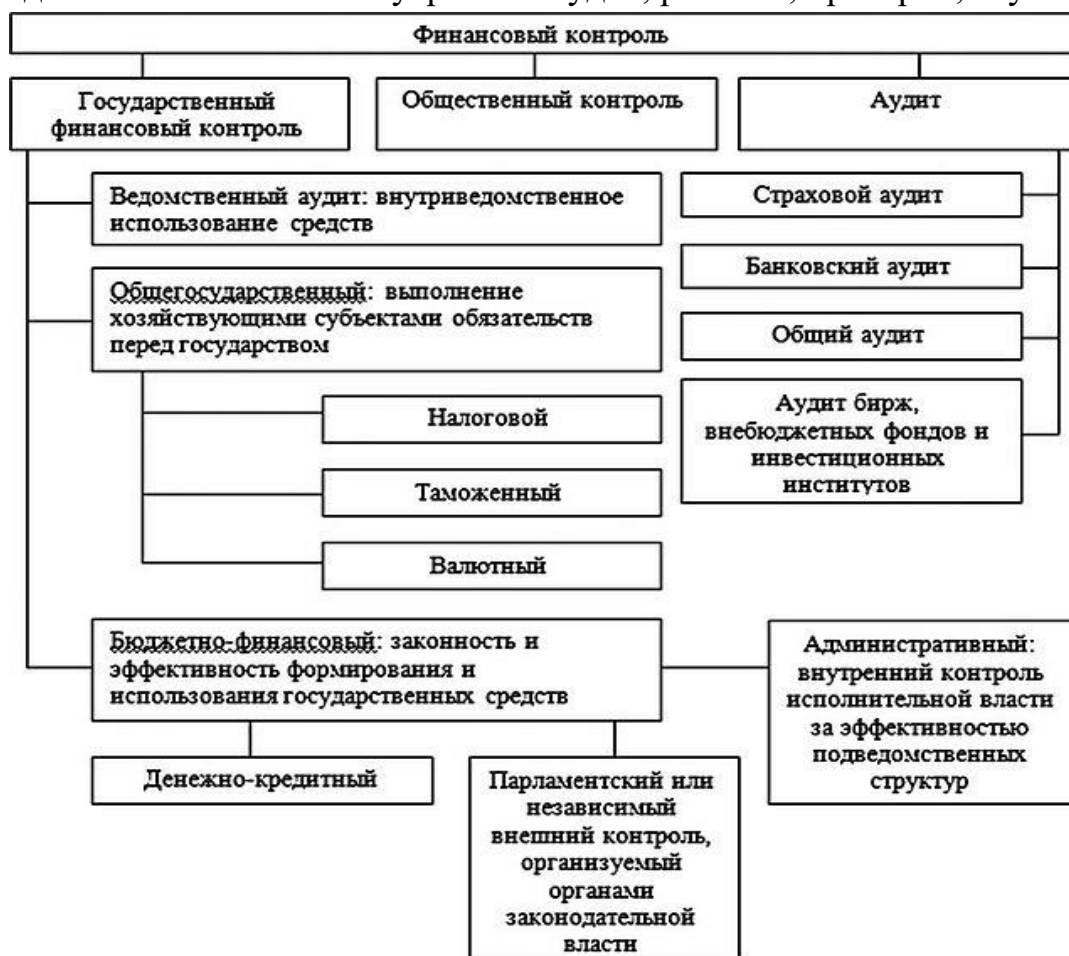 Финансовый контроль
Государственный
финансовый контроль
Общественный контроль
Аудит
Ведомственный аудит: внутриведомственное
использование средств
Страховой аудит
Банковский аудит
Общегосударственный: выполнение
хозяйствующими субъектами обязательств
перед государством
Общий аудит
Аудит бирж,
внебюджетных фондов и
инвестиционных
институтов
Налоговой
Таможенный
Валютный
Бюджетно-финансовый: законность и
эффективность формирования и
использования государственных средств
Административный:
внутренний контроль
исполнительной власти
за эффективностью
подведомственных
структур
Денежно-кредитный
Парламентский или
независимый
внешний контроль,
организуемый
органами
законодательной
власти